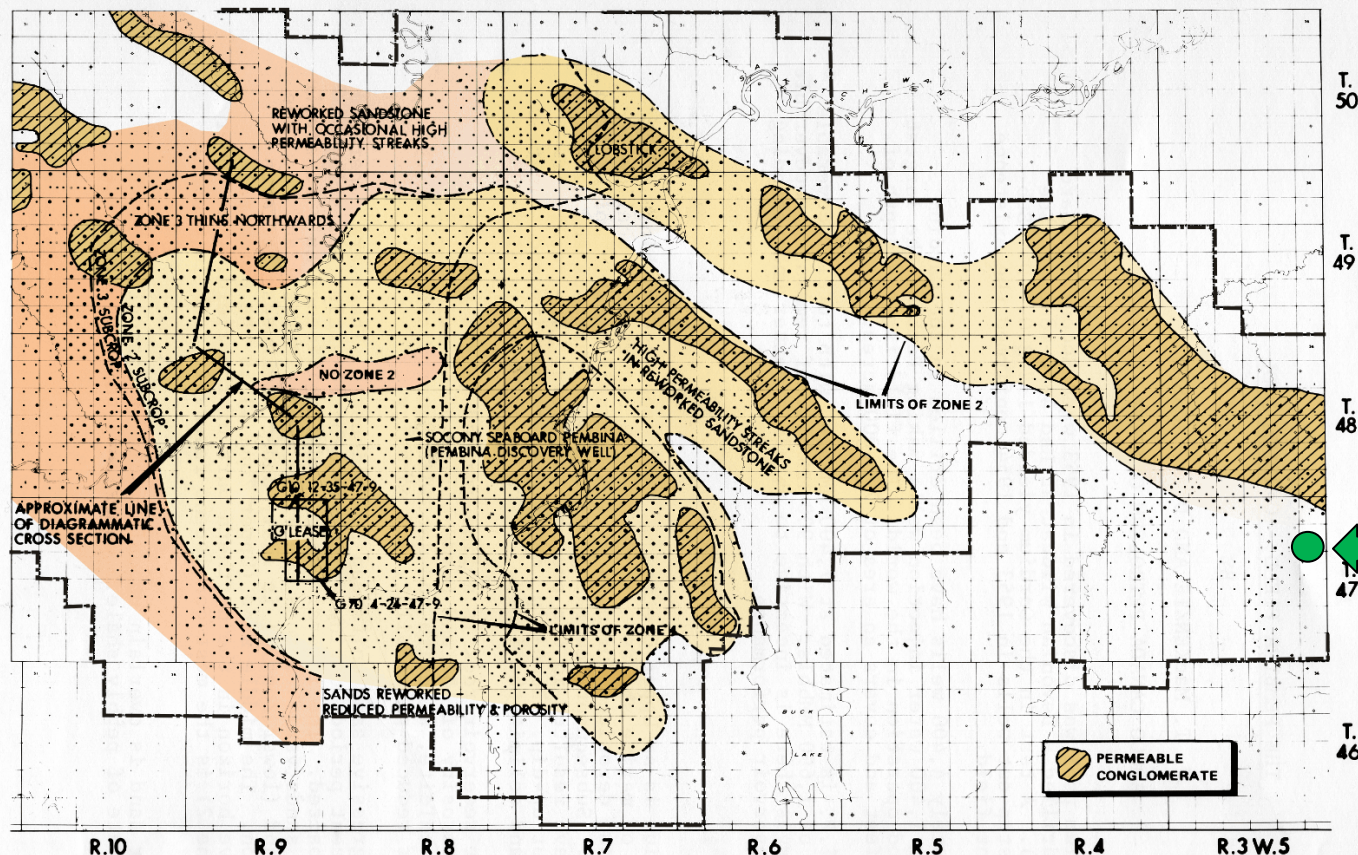 T.
50
REWORKED SANDSTONE
WITH OCCASIONAL HIGH
PERMEABILITY STREAKS
LOBSTICK
SASKATCHEWAN
ZONE 3 THINS NORTHWARDS
T.
49
ZONE 3 SUBCROP
ZONE 2 SUBCROP
NO ZONE 2
HIGH PERMEABILITY STREAKS
IN REWORKED SANDSTONE
LIMITS OF ZONE 2
T.
48
SOCONY SEABOARD PEMBINA
(PEMBINA DISCOVERY WELL)
G10 12-35-47-9
APPROXIMATE LINE
OF DIAGRAMMATIC
CROSS SECTION
'G' LEASE
T.
47
G70 4-24-47-9
LIMITS OF ZONE
SANDS REWORKED –
REDUCED PERMEABILITY & POROSITY
BUCK
LAKE
T.
46
PERMEABLE
CONGLOMERATE
R.10 R.9 R.8 R.7 R.6 R.5 R.4 R.3 W.5